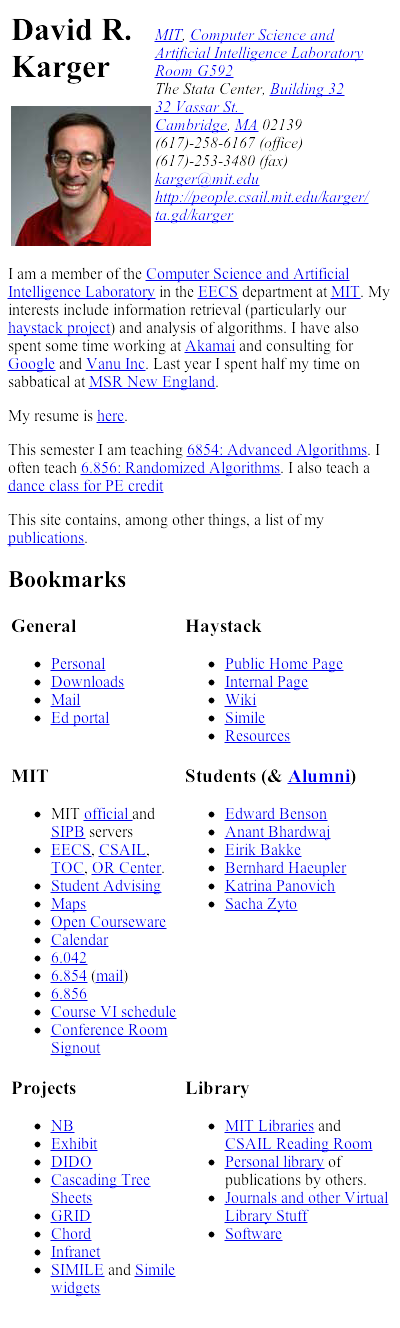 David R.
Karger
MIT, Computer Science and
Artificial Intelligence Laboratory
Room G592
The Stata Center, Building 32
32 Vassar St.
Cambridge, MA 02139
(617)-258-6167 (office)
(617)-253-3480 (fax)
karger@mit.edu
http://people.csail.mit.edu/karger/
ta.gd/karger
I am a member of the Computer Science and Artificial
Intelligence Laboratory in the EECS department at MIT. My
interests include information retrieval (particularly our
haystack project) and analysis of algorithms. I have also
spent some time working at Akamai and consulting for
Google and Vanu Inc. Last year I spent half my time on
sabbatical at MSR New England.
My resume is here.
This semester I am teaching 6854: Advanced Algorithms. I
often teach 6.856: Randomized Algorithms. I also teach a
dance class for PE credit
This site contains, among other things, a list of my
publications.
Bookmarks
General
Personal
Downloads
Mail
Ed portal
Haystack
Public Home Page
Internal Page
Wiki
Simile
Resources
MIT
MIT official and
SIPB servers
EECS, CSAIL,
TOC, OR Center.
Student Advising
Maps
Open Courseware
Calendar
6.042
6.854 (mail)
6.856
Course VI schedule
Conference Room
Signout
Students (& Alumni)
Edward Benson
Anant Bhardwaj
Eirik Bakke
Bernhard Haeupler
Katrina Panovich
Sacha Zyto
Projects
NB
Exhibit
DIDO
Cascading Tree
Sheets
GRID
Chord
Infranet
SIMILE and Simile
widgets
Library
MIT Libraries and
CSAIL Reading Room
Personal library of
publications by others.
Journals and other Virtual
Library Stuff
Software